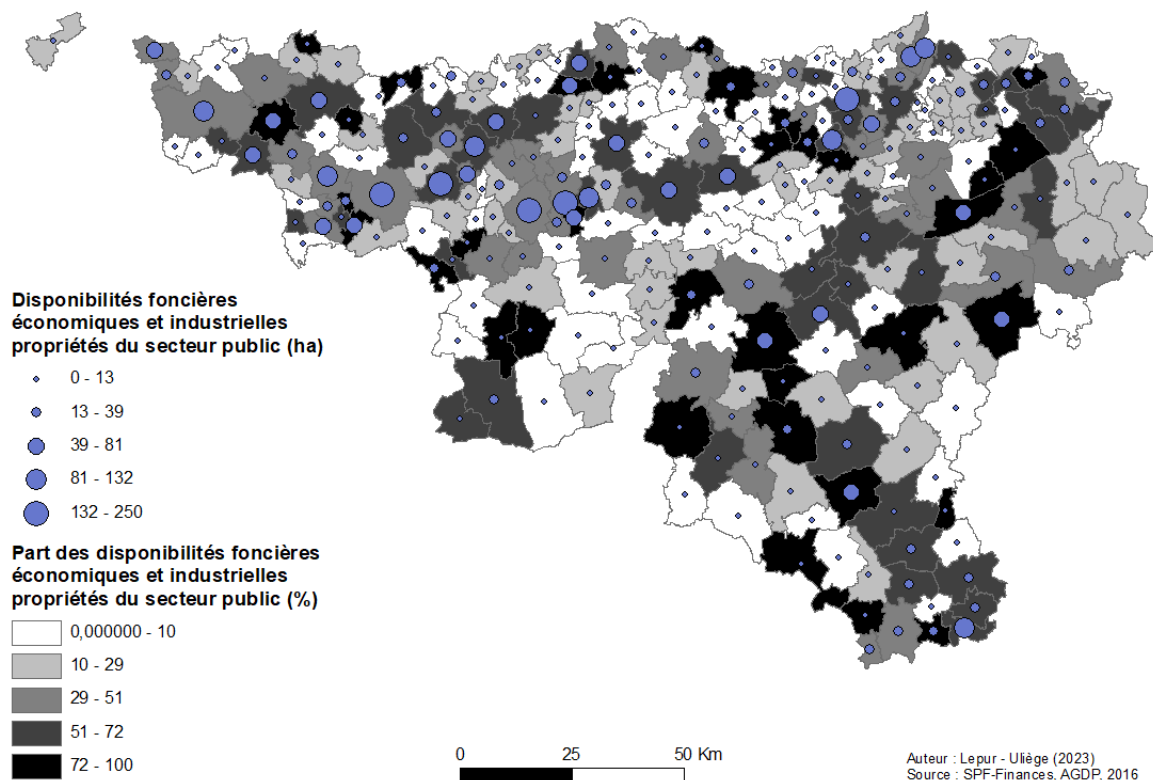 Disponibilités foncières
économiques et industrielles
propriétés du secteur public (ha)
0 - 13
13 - 39
39 - 81
81 - 132
132 - 250
Part des disponibilités foncières
économiques et industrielles
propriétés du secteur public (%)
0,000000 - 10
10 - 29
29 - 51
51 - 72
72 - 100
0 25 50 Km
Auteur : Lepur - Uliège (2023)
Source : SPF-Finances. AGDP. 2016